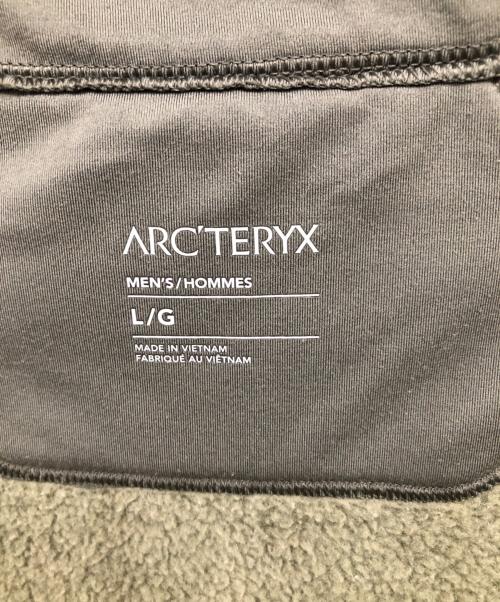 ARC'TERYX
MEN'S/HOMMES
L/G
MADE IN VIETNAM
FABRIQUÉ AU VIÊTNAM